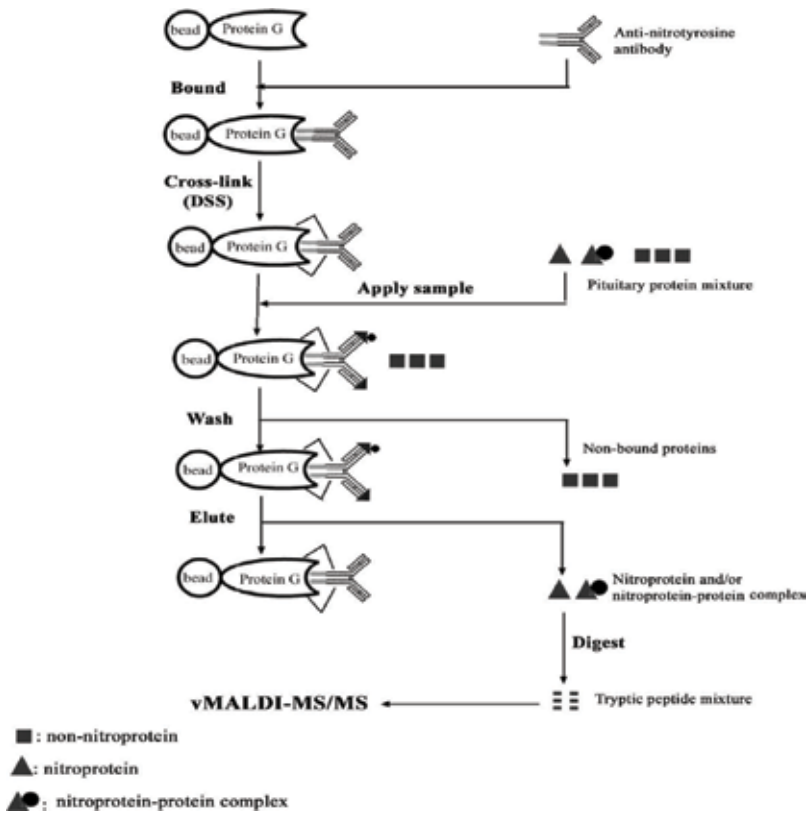 bead Protein G
Anti-nitrotyrosine
antibody
Bound
bead Protein G
Cross-link
(DSS)
bead Protein G
Apply sample
Pituitary protein mixture
bead Protein G
Wash
Non-bound proteins
bead Protein G
Elute
bead Protein G
Nitroprotein and/or
nitroprotein-protein complex
Digest
vMALDI-MS/MS
Tryptic peptide mixture
: non-nitroprotein
: nitroprotein
: nitroprotein-protein complex